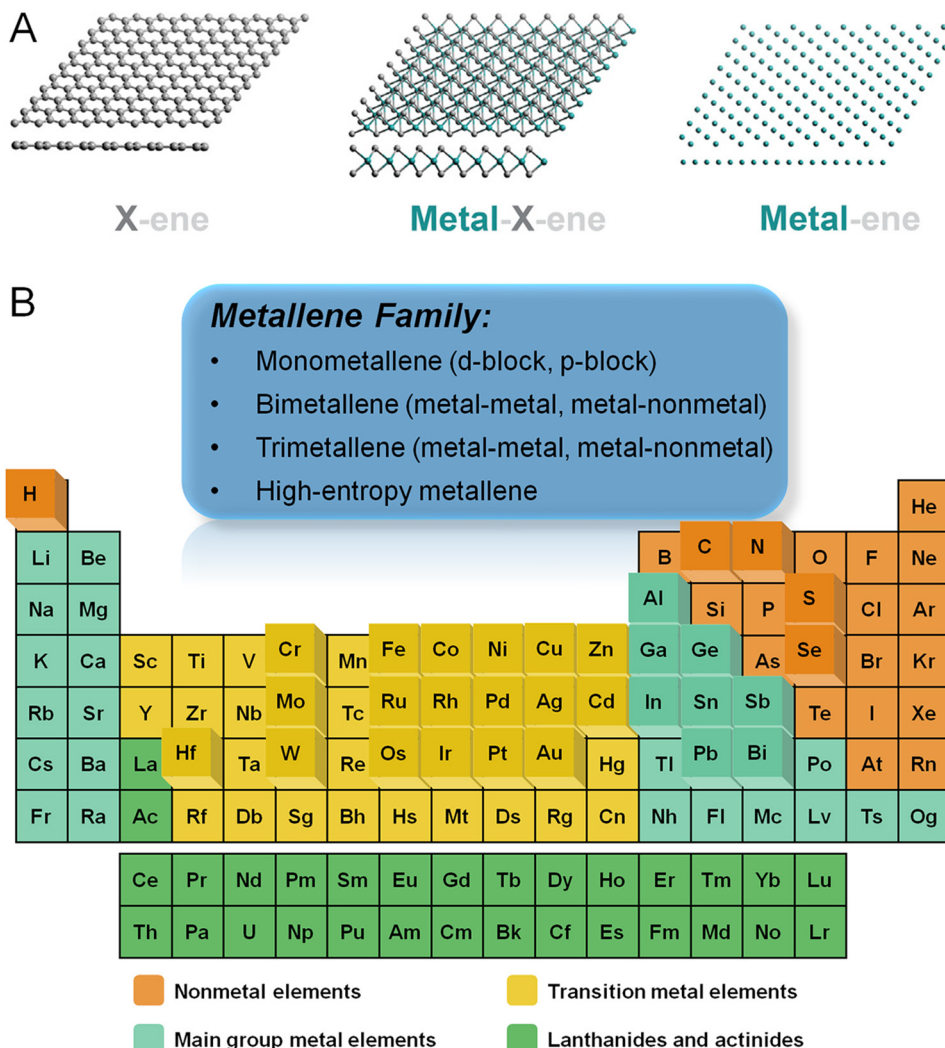 A
X-ene Metal-X-ene Metal-ene
B
Metallene Family:
• Monometallene (d-block, p-block)
• Bimetallene (metal-metal, metal-nonmetal)
• Trimetallene (metal-metal, metal-nonmetal)
• High-entropy metallene
H He
Li Be B C N O F Ne
Na Mg Al Si P S Cl Ar
K Ca Sc Ti V Cr Mn Fe Co Ni Cu Zn Ga Ge As Se Br Kr
Rb Sr Y Zr Nb Mo Tc Ru Rh Pd Ag Cd In Sn Sb Te I Xe
Cs Ba La Hf Ta W Re Os Ir Pt Au Hg Tl Pb Bi Po At Rn
Fr Ra Ac Rf Db Sg Bh Hs Mt Ds Rg Cn Nh Fl Mc Lv Ts Og
Ce Pr Nd Pm Sm Eu Gd Tb Dy Ho Er Tm Yb Lu
Th Pa U Np Pu Am Cm Bk Cf Es Fm Md No Lr
Nonmetal elements Transition metal elements
Main group metal elements Lanthanides and actinides